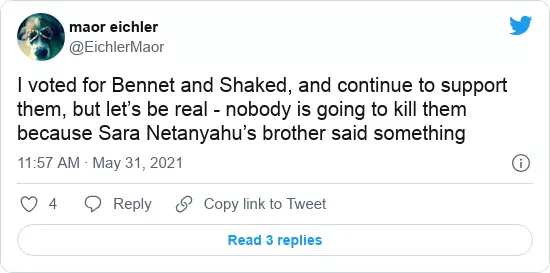 maor eichler
@EichlerMaor
I voted for Bennet and Shaked, and continue to support
them, but let’s be real - nobody is going to kill them
because Sara Netanyahu’s brother said something
11:57 AM · May 31, 2021
4 Reply Copy link to Tweet
Read 3 replies